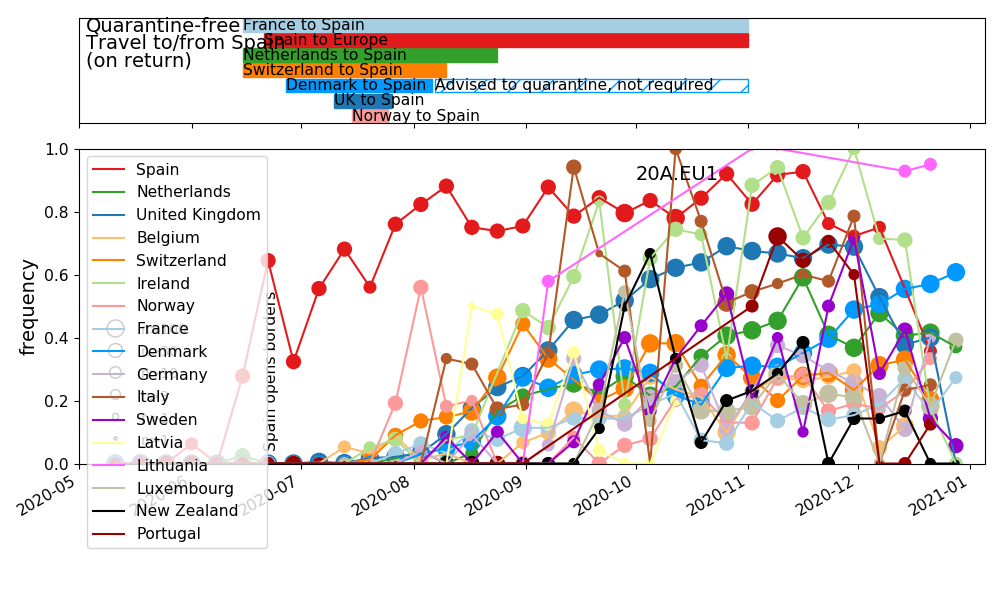 Quarantine-free
Travel to/from Spain
(on return)
France to Spain
Spain to Europe
Netherlands to Spain
Switzerland to Spain
Denmark to Spain
Advised to quarantine, not required
UK to Spain
Norway to Spain
20A.EU1
frequency
1.0
0.8
0.6
0.4
0.2
0.0
Spain opens borders
Spain
Netherlands
United Kingdom
Belgium
Switzerland
Ireland
Norway
France
Denmark
Germany
Italy
Sweden
Latvia
Lithuania
Luxembourg
New Zealand
Portugal
2020-05
2020-06
2020-07
2020-08
2020-09
2020-10
2020-11
2020-12
2021-01